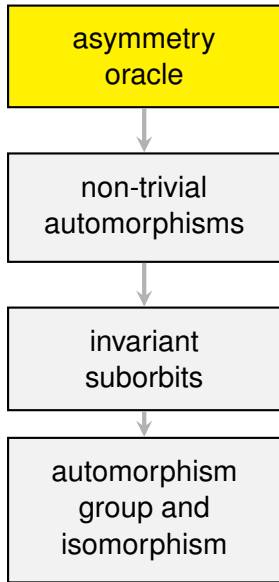 asymmetry
oracle
non-trivial
automorphisms
invariant
suborbits
automorphism
group and
isomorphism